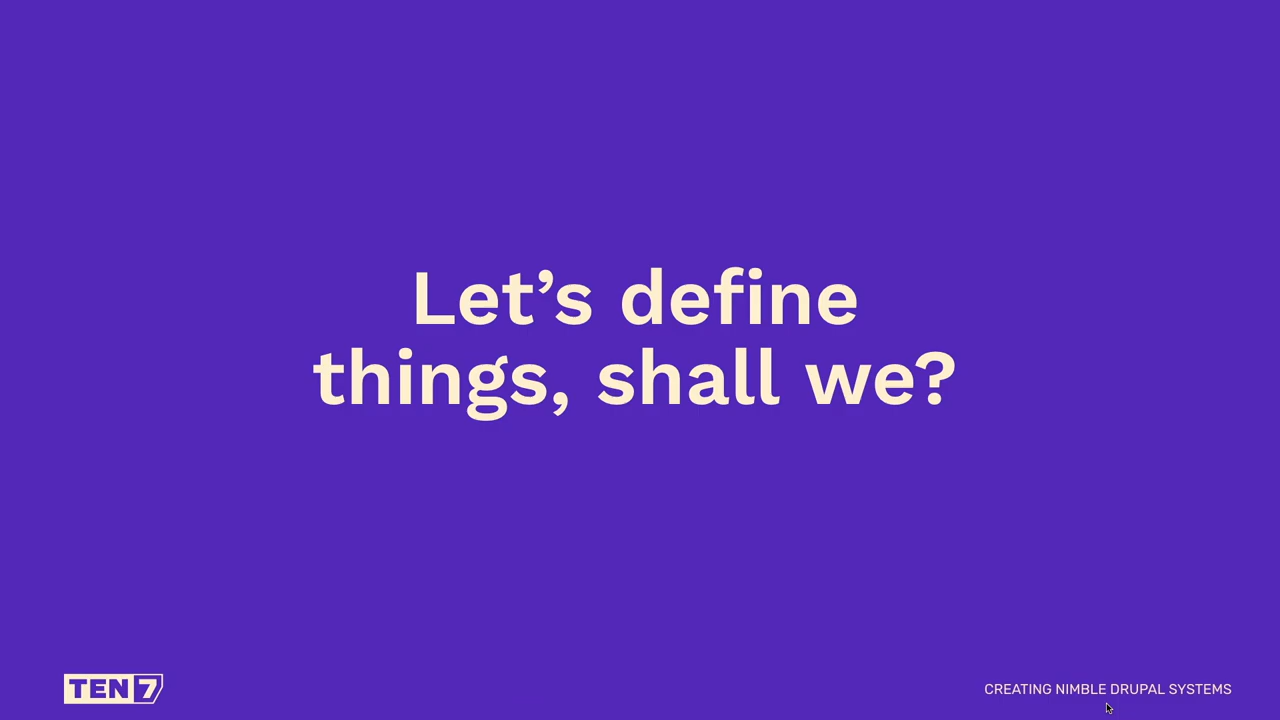 Let’s define
things, shall we?
TEN7
CREATING NIMBLE DRUPAL SYSTEMS